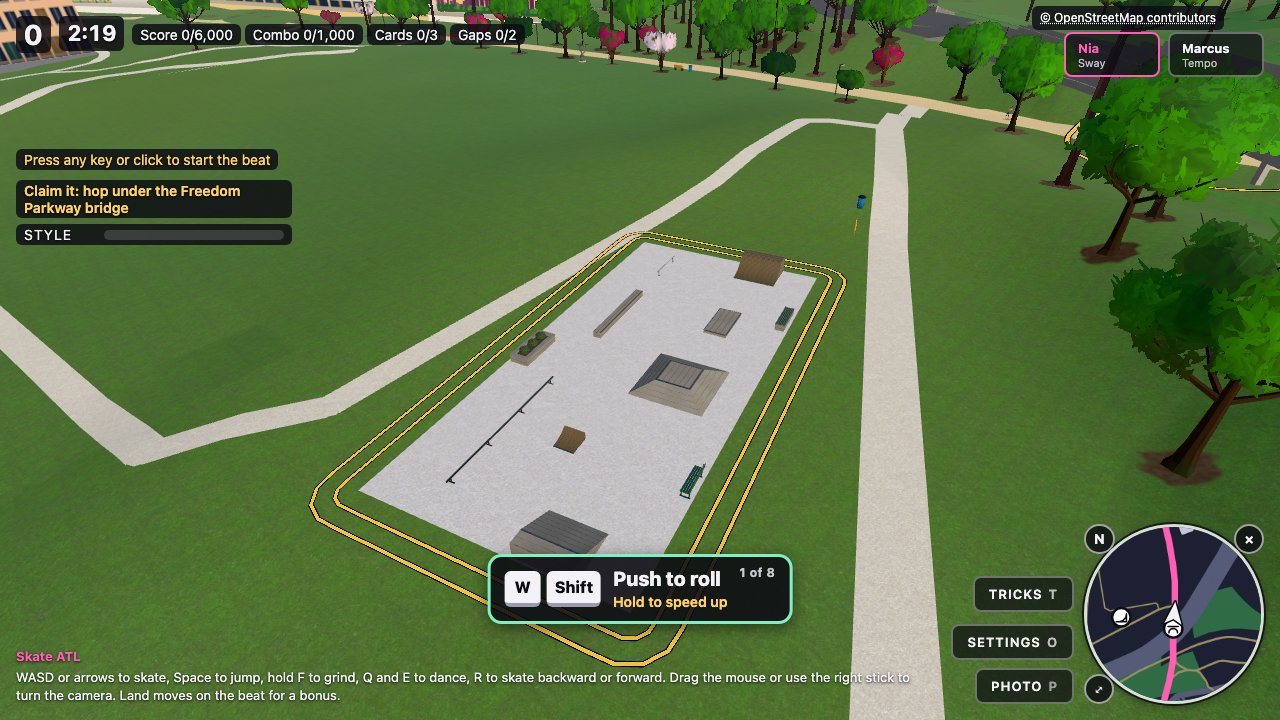 0
2:19
Score 0/6,000
Combo 0/1,000
Cards 0/3
Gaps 0/2
© OpenStreetMap contributors
Nia
Sway
Marcus
Tempo
Press any key or click to start the beat
Claim it: hop under the Freedom
Parkway bridge
STYLE
W
Shift
Push to roll
1 of 8
Hold to speed up
N
×
TRICKS T
SETTINGS O
PHOTO P
Skate ATL
WASD or arrows to skate, Space to jump, hold F to grind, Q and E to dance, R to skate backward or forward. Drag the mouse or use the right stick to
turn the camera. Land moves on the beat for a bonus.